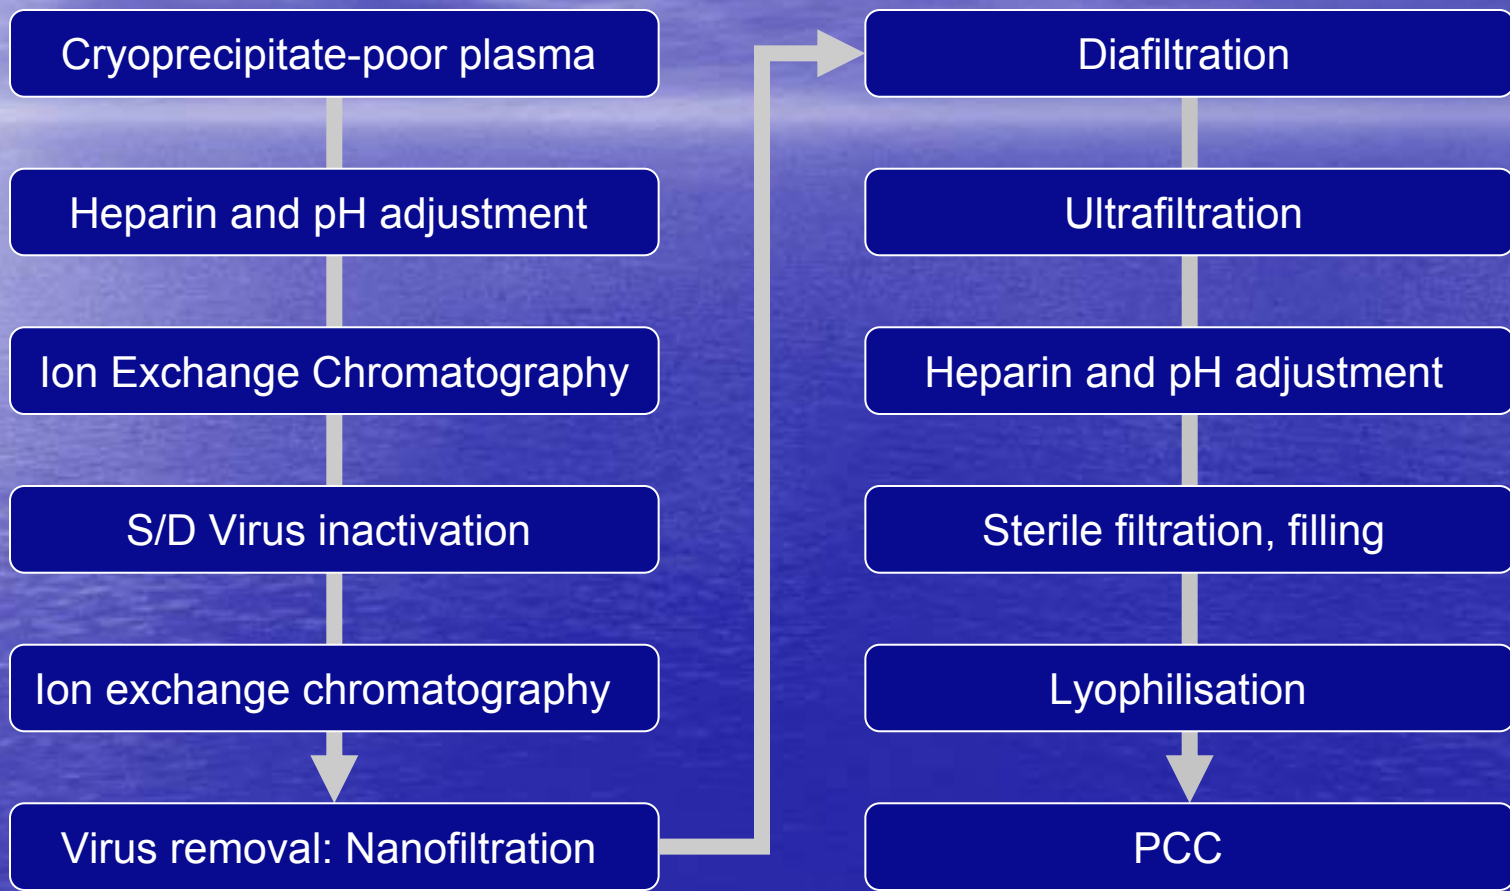 Cryoprecipitate-poor plasma
Heparin and pH adjustment
Ion Exchange Chromatography
S/D Virus inactivation
Ion exchange chromatography
Virus removal: Nanofiltration
Diafiltration
Ultrafiltration
Heparin and pH adjustment
Sterile filtration, filling
Lyophilisation
PCC